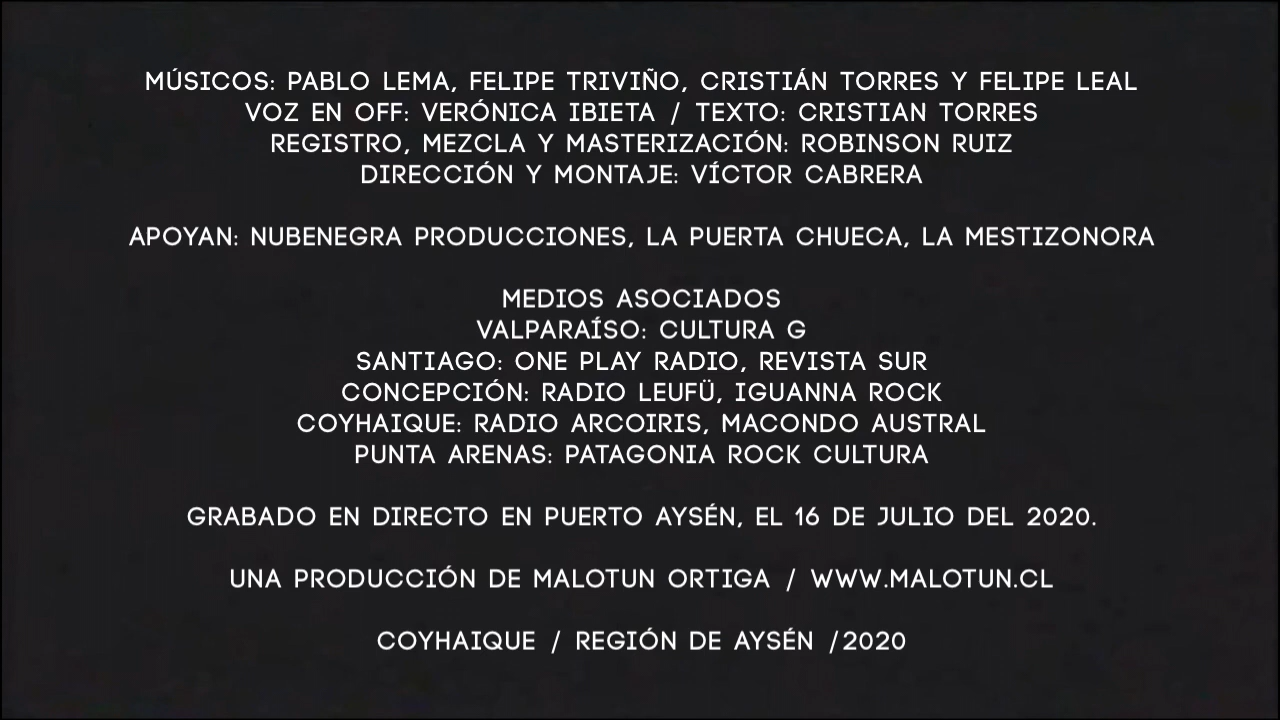 MÚSICOS: PABLO LEMA, FELIPE TRIVIÑO, CRISTIÁN TORRES Y FELIPE LEAL
VOZ EN OFF: VERÓNICA IBIETA / TEXTO: CRISTIAN TORRES
REGISTRO, MEZCLA Y MASTERIZACIÓN: ROBINSON RUIZ
DIRECCIÓN Y MONTAJE: VÍCTOR CABRERA
APOYAN: NUBENEGRA PRODUCCIONES, LA PUERTA CHUECA, LA MESTIZONORA
MEDIOS ASOCIADOS
VALPARAÍSO: CULTURA G
SANTIAGO: ONE PLAY RADIO, REVISTA SUR
CONCEPCIÓN: RADIO LEUFÜ, IGUANNA ROCK
COYHAIQUE: RADIO ARCOIRIS, MACONDO AUSTRAL
PUNTA ARENAS: PATAGONIA ROCK CULTURA
GRABADO EN DIRECTO EN PUERTO AYSÉN, EL 16 DE JULIO DEL 2020.
UNA PRODUCCIÓN DE MALOTUN ORTIGA / WWW.MALOTUN.CL
COYHAIQUE / REGIÓN DE AYSÉN /2020